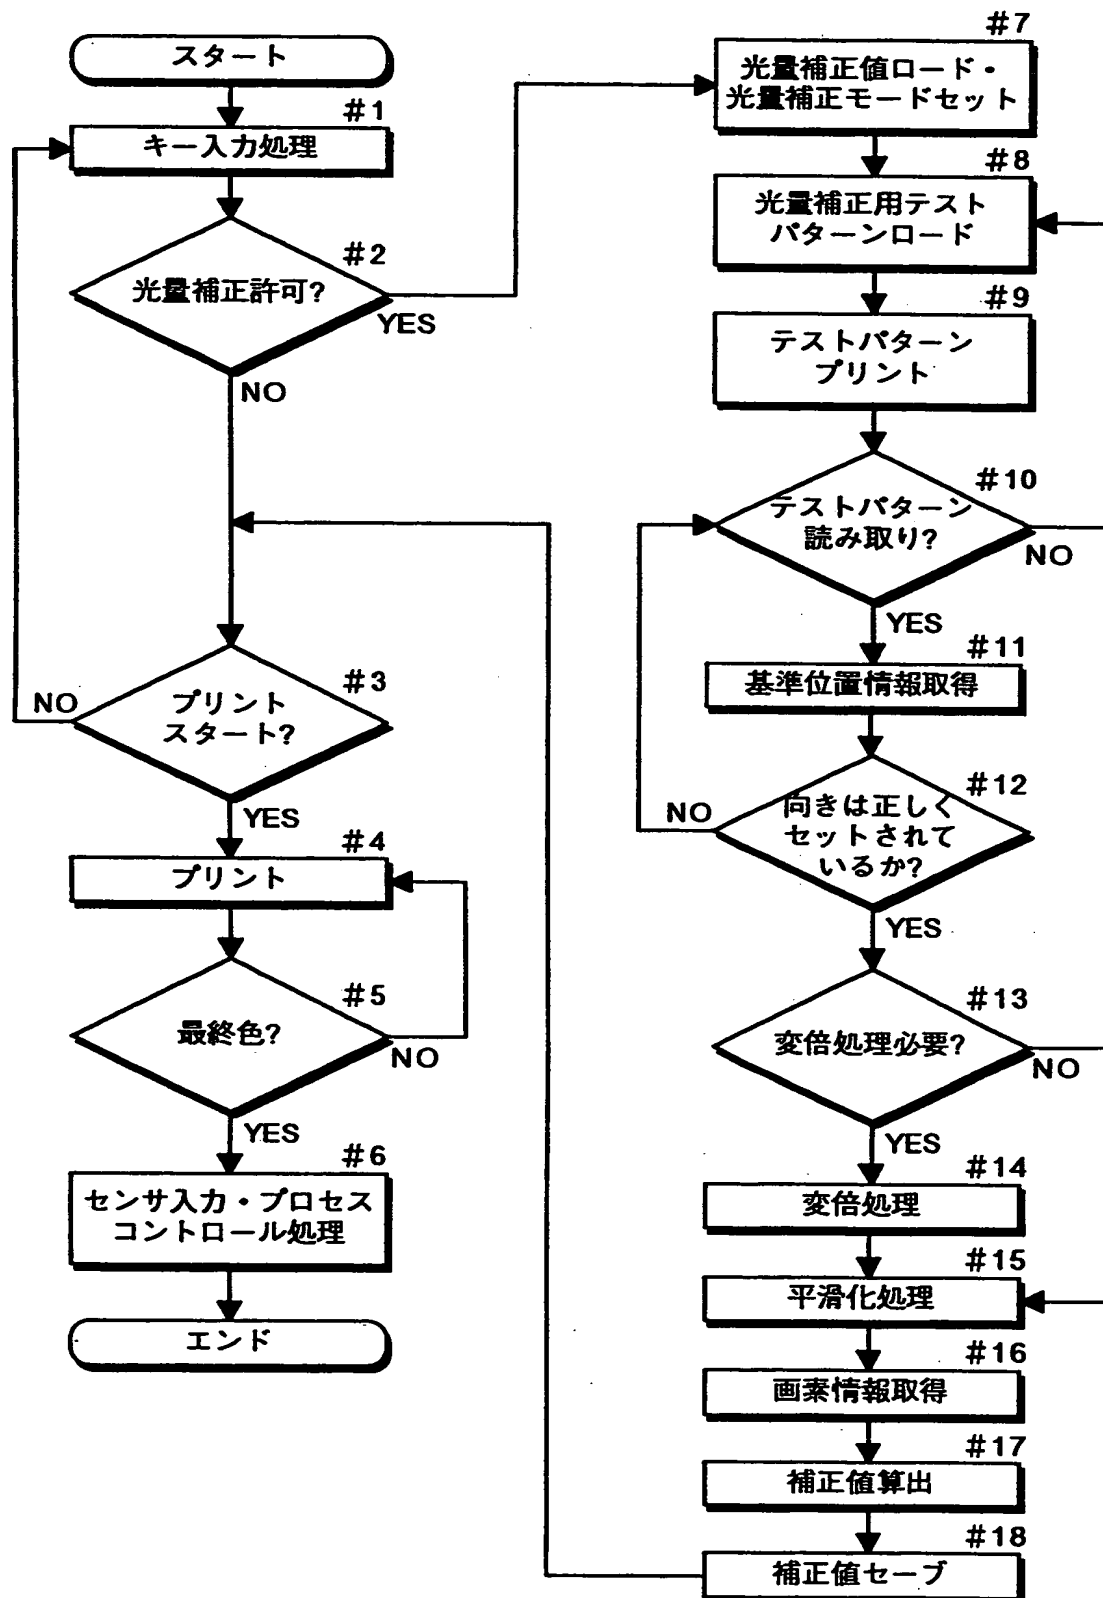 スタート
#1
キー入力処理
#2
光量補正許可?
YES
NO
#3
プリント
スタート?
NO
YES
#4
プリント
#5
最終色?
NO
YES
#6
センサ入力・プロセス
コントロール処理
エンド
#7
光量補正値ロード・
光量補正モードセット
#8
光量補正用テスト
パターンロード
#9
テストパターン
プリント
#10
テストパターン
読み取り?
NO
YES
#11
基準位置情報取得
#12
向きは正しく
セットされて
いるか?
NO
YES
#13
変倍処理必要?
NO
YES
#14
変倍処理
#15
平滑化処理
#16
画素情報取得
#17
補正値算出
#18
補正値セーブ